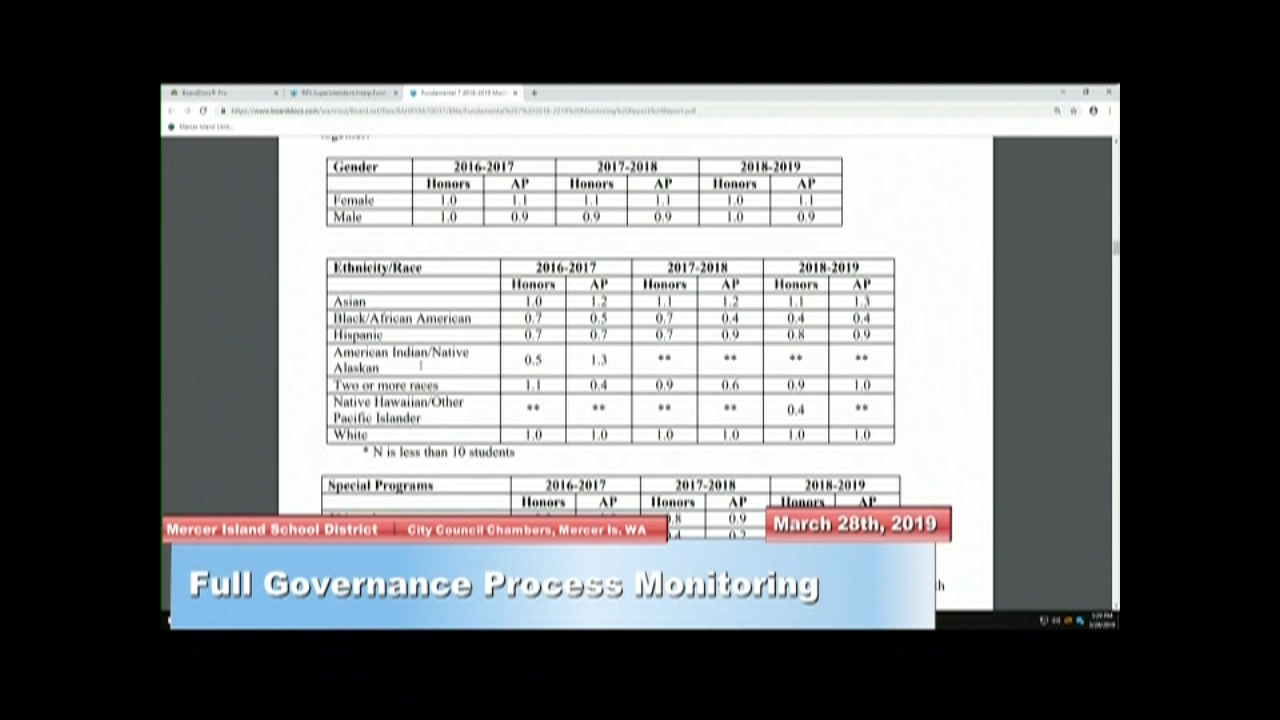 BoardDocs® Pro
Gender 2016-2017 2017-2018 2018-2019
Honors AP Honors AP Honors AP
Female 1.0 1.1 1.1 1.1 1.0 1.1
Male 1.0 0.9 0.9 0.9 1.0 0.9
Ethnicity/Race 2016-2017 2017-2018 2018-2019
Honors AP Honors AP Honors AP
Asian 1.0 1.2 1.1 1.2 1.1 1.3
Black/African American 0.7 0.5 0.7 0.4 0.4 0.4
Hispanic 0.7 0.7 0.7 0.9 0.8 0.9
American Indian/Native
Alaskan 0.5 1.3 ** ** ** **
Two or more races 1.1 0.4 0.9 0.6 0.9 1.0
Native Hawaiian/Other
Pacific Islander ** ** ** ** 0.4 **
White 1.0 1.0 1.0 1.0 1.0 1.0
* N is less than 10 students
Special Programs 2016-2017 2017-2018 2018-2019
Honors AP Honors AP Honors AP
0.9
Mercer Island School District | City Council Chambers, Mercer Is. WA
March 28th, 2019
Full Governance Process Monitoring